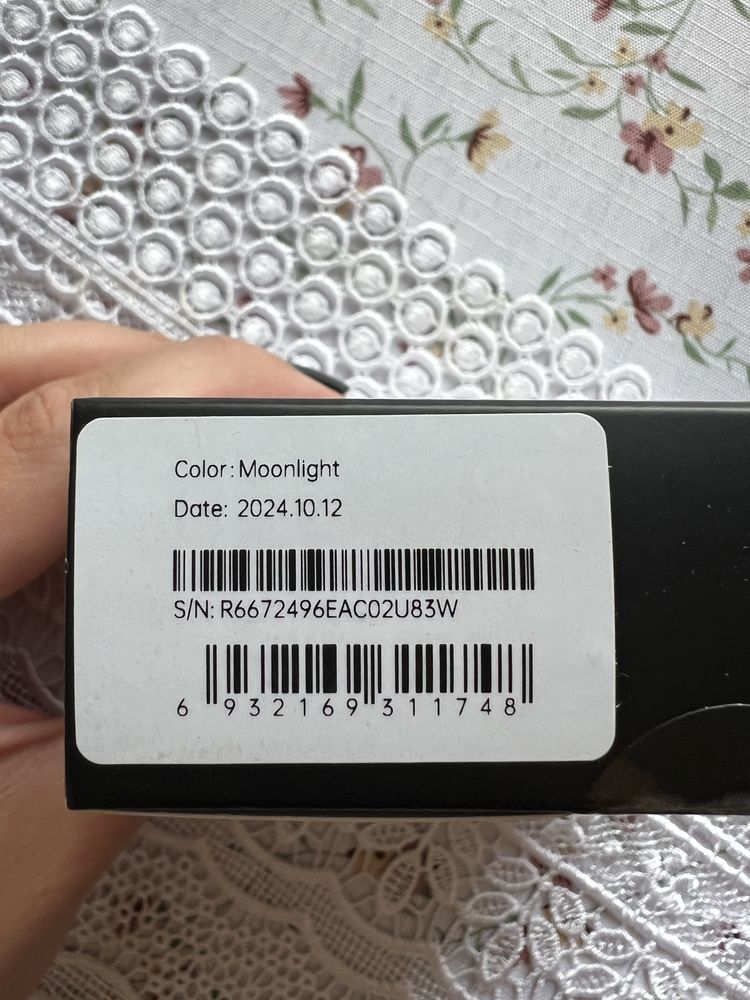 Color: Moonlight
Date: 2024.10.12
S/N: R6672496EAC02U83W
6 932169 311748